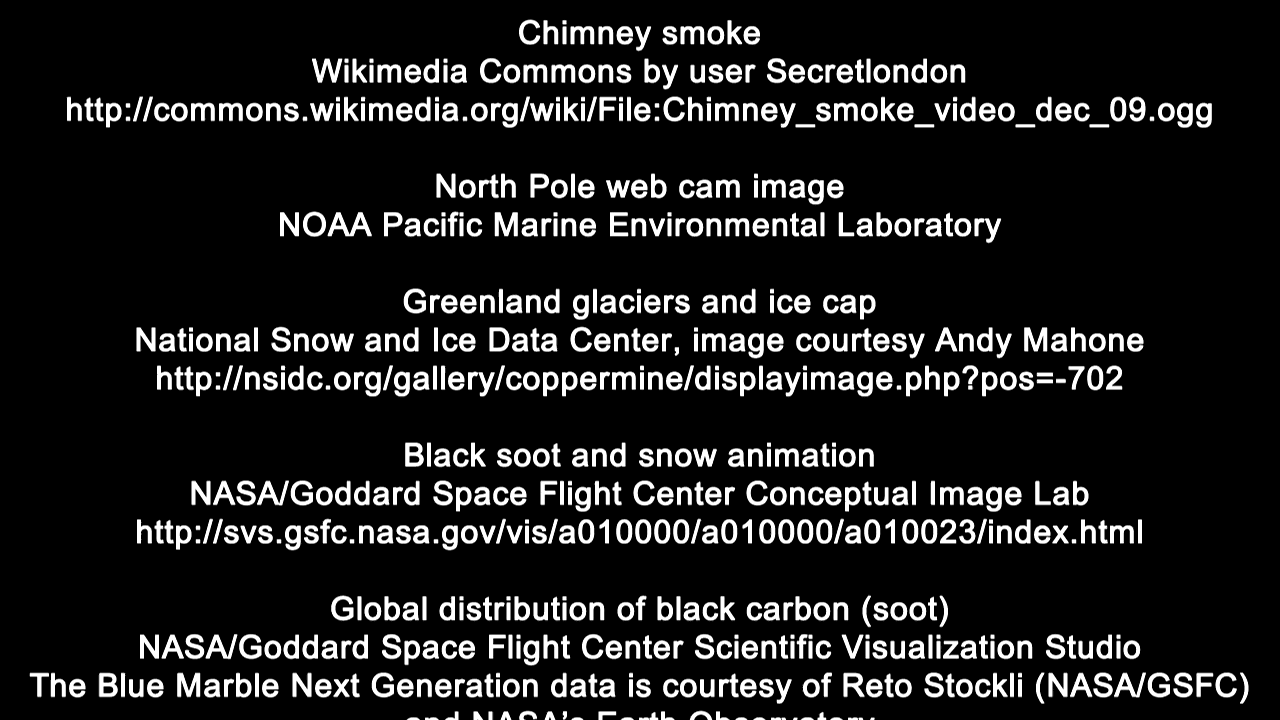 Chimney smoke
Wikimedia Commons by user Secretlondon
http://commons.wikimedia.org/wiki/File:Chimney_smoke_video_dec_09.ogg
North Pole web cam image
NOAA Pacific Marine Environmental Laboratory
Greenland glaciers and ice cap
National Snow and Ice Data Center, image courtesy Andy Mahone
http://nsidc.org/gallery/coppermine/displayimage.php?pos=-702
Black soot and snow animation
NASA/Goddard Space Flight Center Conceptual Image Lab
http://svs.gsfc.nasa.gov/vis/a010000/a010000/a010023/index.html
Global distribution of black carbon (soot)
NASA/Goddard Space Flight Center Scientific Visualization Studio
The Blue Marble Next Generation data is courtesy of Reto Stockli (NASA/GSFC)
and NASA's Earth Observatory